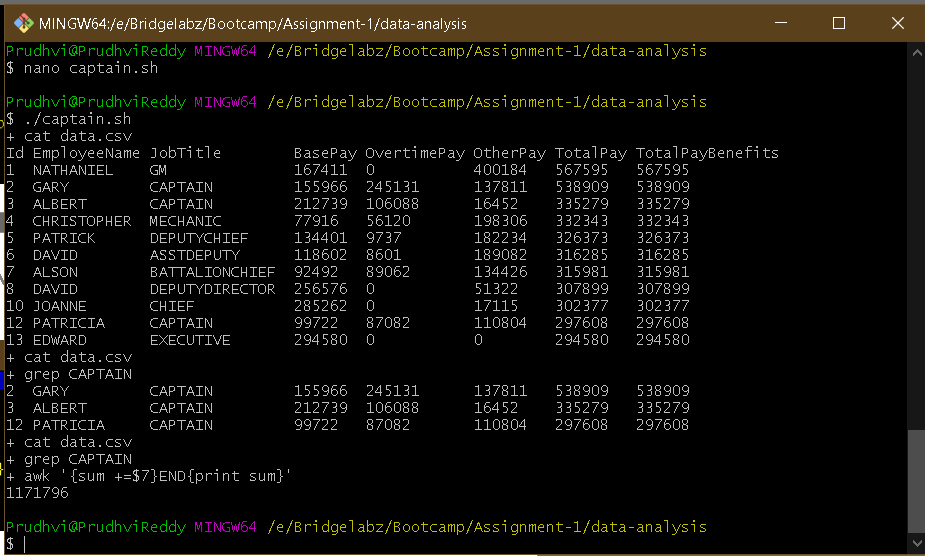 MINGW64:/e/Bridgelabz/Bootcamp/Assignment-1/data-analysis
Prudhvi@PrudhviReddy MINGW64 /e/Bridgelabz/Bootcamp/Assignment-1/data-analysis
$ nano captain.sh
Prudhvi@PrudhviReddy MINGW64 /e/Bridgelabz/Bootcamp/Assignment-1/data-analysis
$ ./captain.sh
+ cat data.csv
Id EmployeeName JobTitle BasePay OvertimePay OtherPay TotalPay TotalPayBenefits
1 NATHANIEL GM 167411 0 400184 567595 567595
2 GARY CAPTAIN 155966 245131 137811 538909 538909
3 ALBERT CAPTAIN 212739 106088 16452 335279 335279
4 CHRISTOPHER MECHANIC 77916 56120 198306 332343 332343
5 PATRICK DEPUTYCHIEF 134401 9737 182234 326373 326373
6 DAVID ASSTDEPUTY 118602 8601 189082 316285 316285
7 ALSON BATTALIONCHIEF 92492 89062 134426 315981 315981
8 DAVID DEPUTYDIRECTOR 256576 0 51322 307899 307899
10 JOANNE CHIEF 285262 0 17115 302377 302377
12 PATRICIA CAPTAIN 99722 87082 110804 297608 297608
13 EDWARD EXECUTIVE 294580 0 0 294580 294580
+ cat data.csv
+ grep CAPTAIN
2 GARY CAPTAIN 155966 245131 137811 538909 538909
3 ALBERT CAPTAIN 212739 106088 16452 335279 335279
12 PATRICIA CAPTAIN 99722 87082 110804 297608 297608
+ cat data.csv
+ grep CAPTAIN
+ awk '{sum +=$7}END{print sum}'
1171796
Prudhvi@PrudhviReddy MINGW64 /e/Bridgelabz/Bootcamp/Assignment-1/data-analysis
$